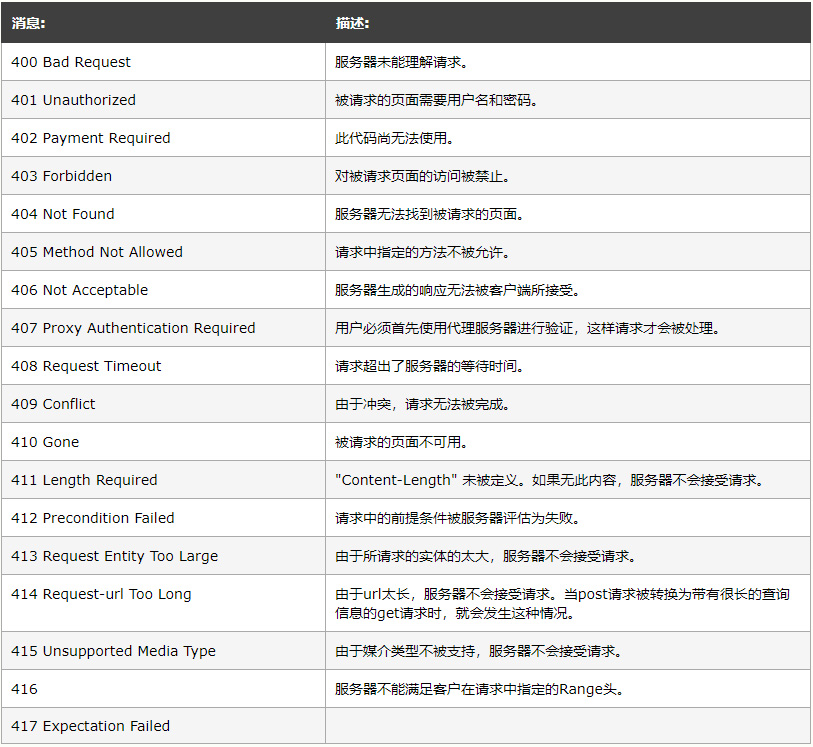 消息: 描述:
400 Bad Request 服务器未能理解请求。
401 Unauthorized 被请求的页面需要用户名和密码。
402 Payment Required 此代码尚无法使用。
403 Forbidden 对被请求页面的访问被禁止。
404 Not Found 服务器无法找到被请求的页面。
405 Method Not Allowed 请求中指定的方法不被允许。
406 Not Acceptable 服务器生成的响应无法被客户端所接受。
407 Proxy Authentication Required 用户必须首先使用代理服务器进行验证，这样请求才会被处理。
408 Request Timeout 请求超出了服务器的等待时间。
409 Conflict 由于冲突，请求无法被完成。
410 Gone 被请求的页面不可用。
411 Length Required "Content-Length" 未被定义。如果无此内容，服务器不会接受请求。
412 Precondition Failed 请求中的前提条件被服务器评估为失败。
413 Request Entity Too Large 由于所请求的实体的太大，服务器不会接受请求。
414 Request-url Too Long 由于url太长，服务器不会接受请求。当post请求被转换为带有很长的查询
信息的get请求时，就会发生这种情况。
415 Unsupported Media Type 由于媒介类型不被支持，服务器不会接受请求。
416 服务器不能满足客户在请求中指定的Range头。
417 Expectation Failed